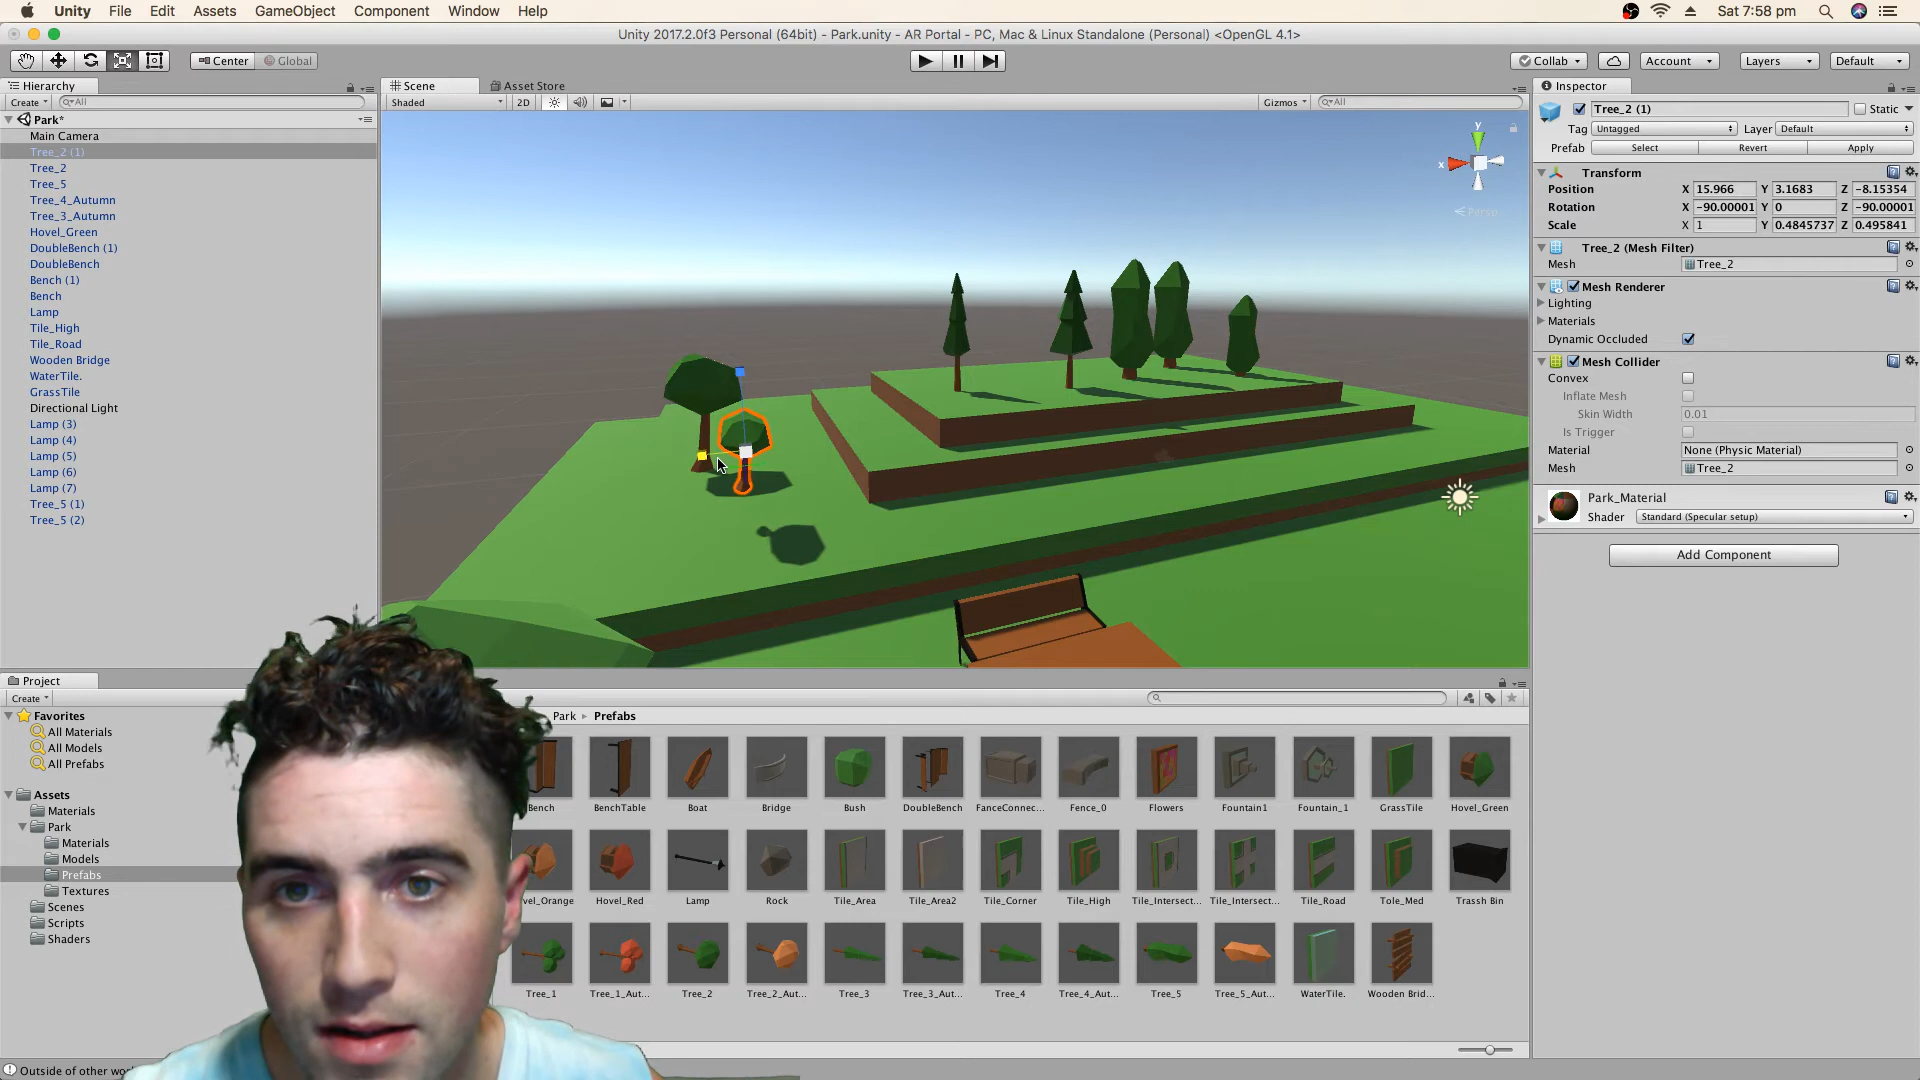 Unity File Edit Assets GameObject Component Window Help Sat 7:58 pm
Unity 2017.2.0f3 Personal (64bit) - Park.unity - AR Portal - PC, Mac & Linux Standalone (Personal) <OpenGL 4.1>
Center Global Collab Account Layers Default
Hierarchy
Create All
Park*
Main Camera
Tree_2 (1)
Tree_2
Tree_5
Tree_4_Autumn
Tree_3_Autumn
Hovel_Green
DoubleBench (1)
DoubleBench
Bench (1)
Bench
Lamp
Tile_High
Tile_Road
Wooden Bridge
WaterTile.
GrassTile
Directional Light
Lamp (3)
Lamp (4)
Lamp (5)
Lamp (6)
Lamp (7)
Tree_5 (1)
Tree_5 (2)
Scene Asset Store
Shaded 2D Gizmos All
y
x
Persp
Inspector
Tree_2 (1) Static
Tag Untagged Layer Default
Prefab Select Revert Apply
Transform
Position X 15.966 Y 3.1683 Z -8.15354
Rotation X -90.00001 Y 0 Z -90.00001
Scale X 1 Y 0.4845737 Z 0.495841
Tree_2 (Mesh Filter)
Mesh Tree_2
Mesh Renderer
Lighting
Materials
Dynamic Occluded
Mesh Collider
Convex
Inflate Mesh
Skin Width 0.01
Is Trigger
Material None (Physic Material)
Mesh Tree_2
Park_Material
Shader Standard (Specular setup)
Add Component
Project
Create
Favorites
All Materials
All Models
All Prefabs
Assets
Materials
Park
Materials
Models
Prefabs
Textures
Scenes
Scripts
Shaders
Park Prefabs
Bench BenchTable Boat Bridge Bush DoubleBench FanceConnec... Fence_0 Flowers Fountain1 Fountain_1 GrassTile Hovel_Green
vel_Orange Hovel_Red Lamp Rock Tile_Area Tile_Area2 Tile_Corner Tile_High Tile_Intersect... Tile_Intersect... Tile_Road Tole_Med Trassh Bin
Tree_1 Tree_1_Aut... Tree_2 Tree_2_Aut... Tree_3 Tree_3_Aut... Tree_4 Tree_4_Aut... Tree_5 Tree_5_Aut... WaterTile. Wooden Brid...
Outside of other wor